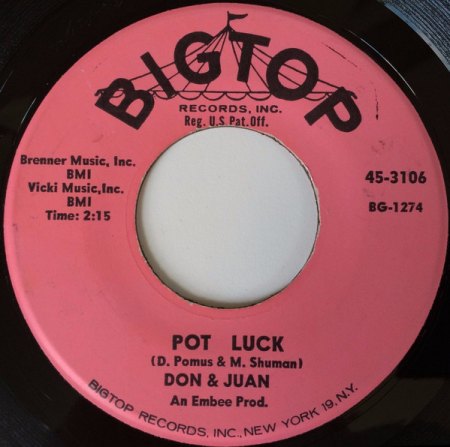 BIGTOP
RECORDS, INC.
Reg. U.S Pat. Off.
Brenner Music, Inc.
BMI
Vicki Music, Inc.
BMI
Time: 2:15
45-3106
BG-1274
POT LUCK
(D. Pomus & M. Shuman)
DON & JUAN
An Embee Prod.
BIGTOP RECORDS, INC., NEW YORK 19, N.Y.